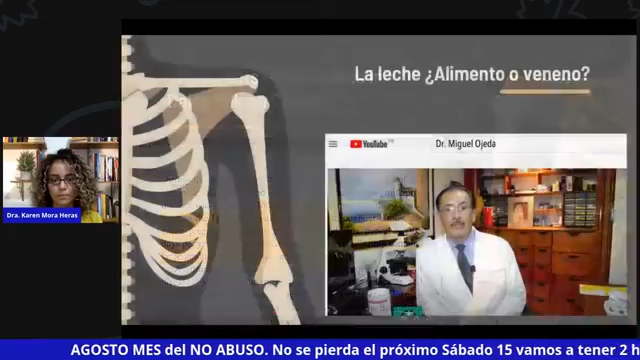 La leche ¿Alimento o veneno?
YouTube
Dr. Miguel Ojeda
Dra. Karen Mora Heras
AGOSTO MES del NO ABUSO. No se pierda el próximo Sábado 15 vamos a tener 2 h